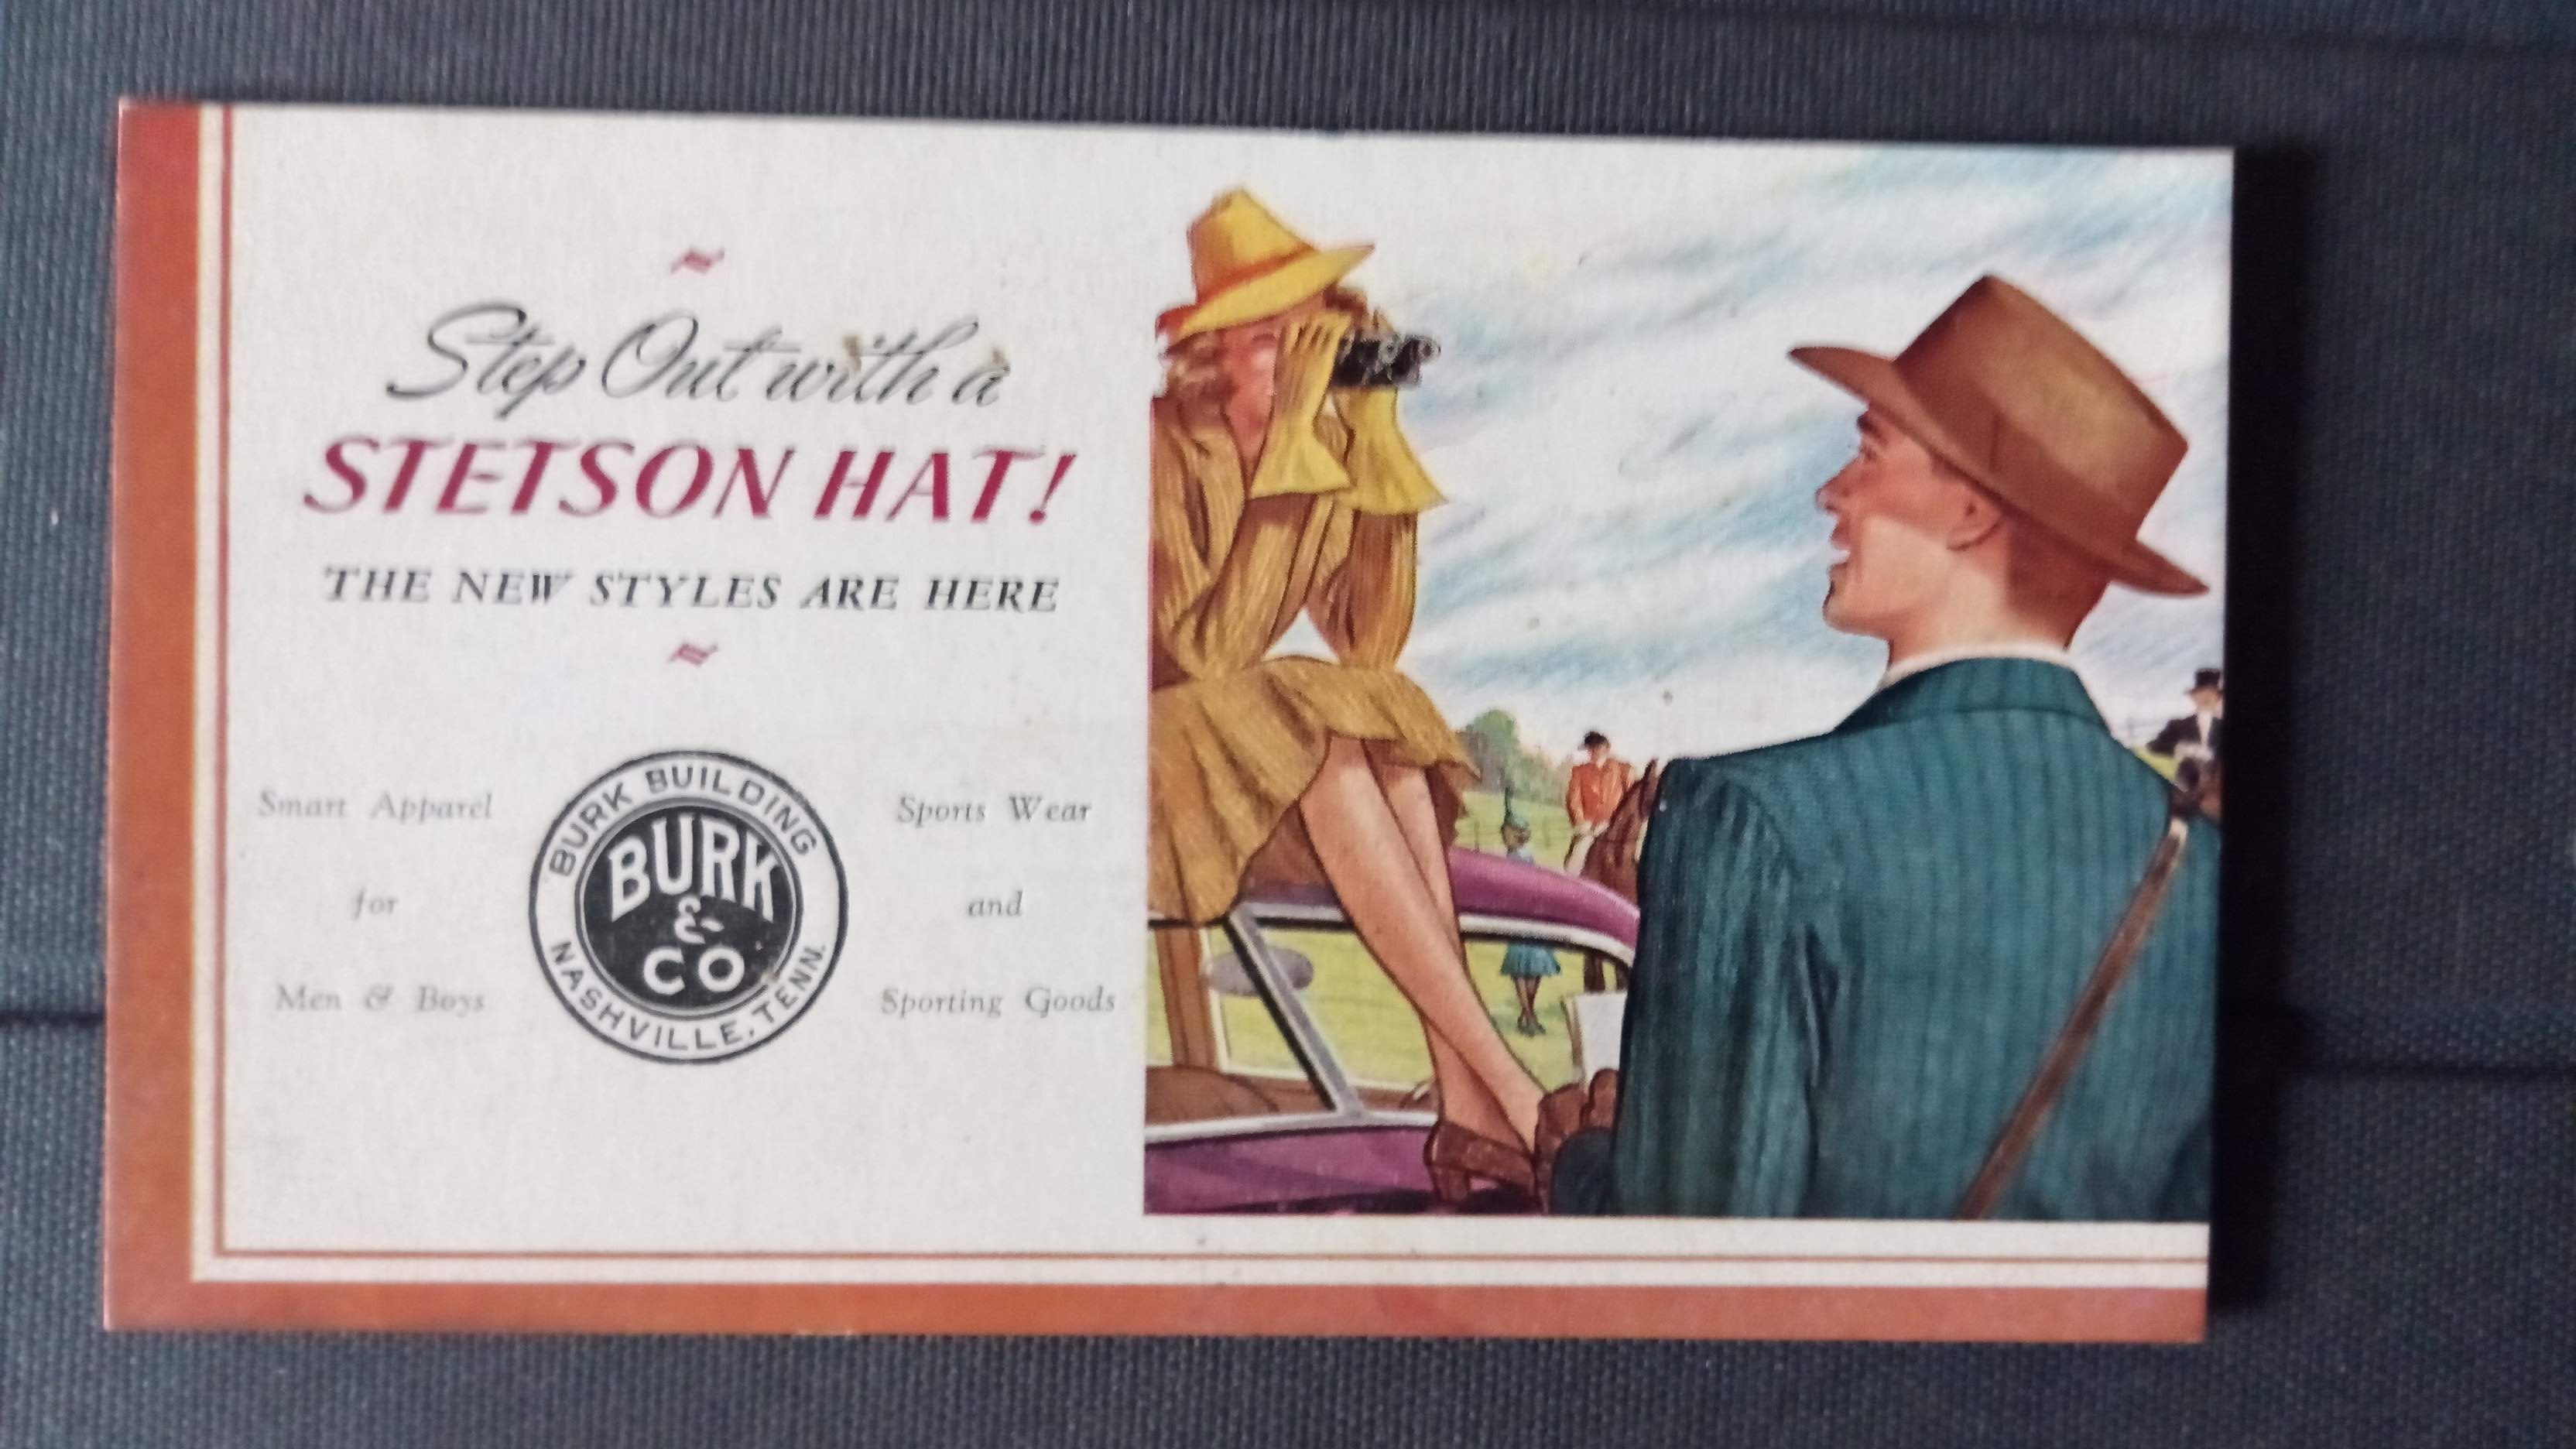 Step Out with a
STETSON HAT!
THE NEW STYLES ARE HERE
Smart Apparel
for
Men & Boys
BURK BUILDING
BURK
&
CO
NASHVILLE, TENN.
Sports Wear
and
Sporting Goods